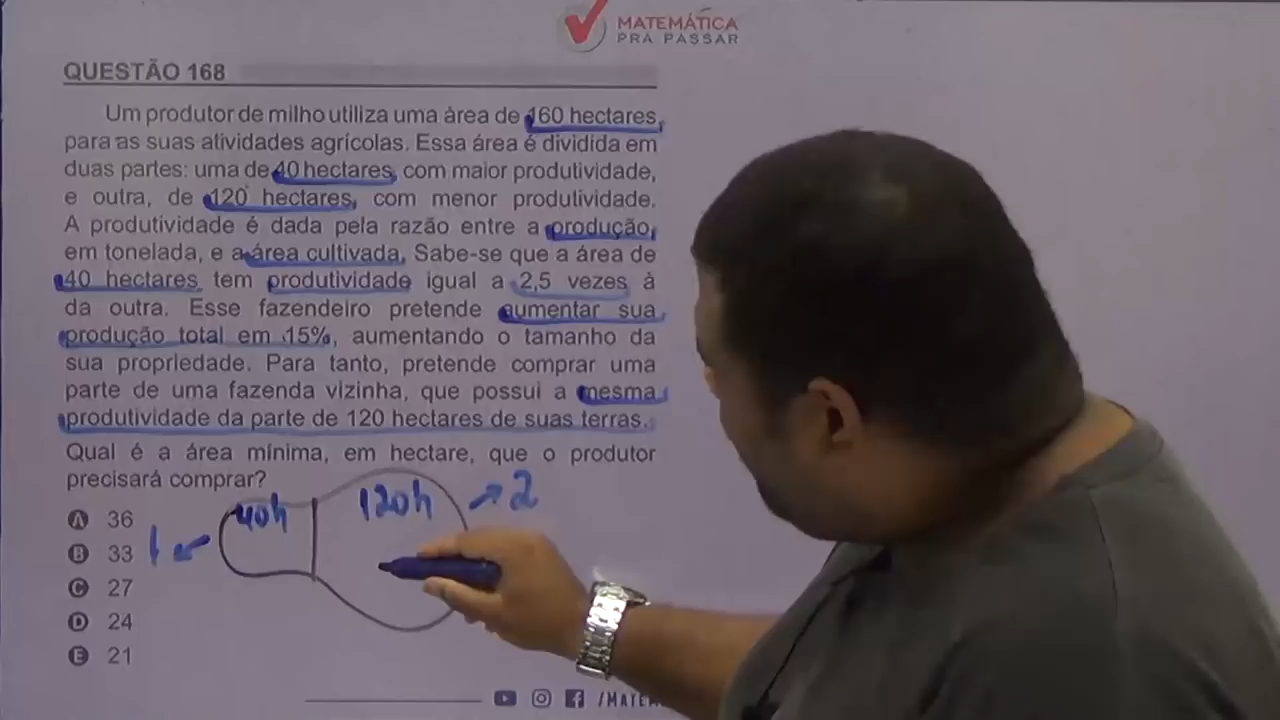 MATEMÁTICA
PRA PASSAR
QUESTÃO 168
Um produtor de milho utiliza uma área de 160 hectares
para as suas atividades agrícolas. Essa área é dividida em
duas partes: uma de 40 hectares, com maior produtividade,
e outra, de 120 hectares, com menor produtividade.
A produtividade é dada pela razão entre a produção,
em tonelada, e a área cultivada. Sabe-se que a área de
40 hectares tem produtividade igual a 2,5 vezes à
da outra. Esse fazendeiro pretende aumentar sua
produção total em 15%, aumentando o tamanho da
sua propriedade. Para tanto, pretende comprar uma
parte de uma fazenda vizinha, que possui a mesma
produtividade da parte de 120 hectares de suas terras.
Qual é a área mínima, em hectare, que o produtor
precisará comprar?
A 36
B 33
C 27
D 24
E 21
40h
120h
2
1